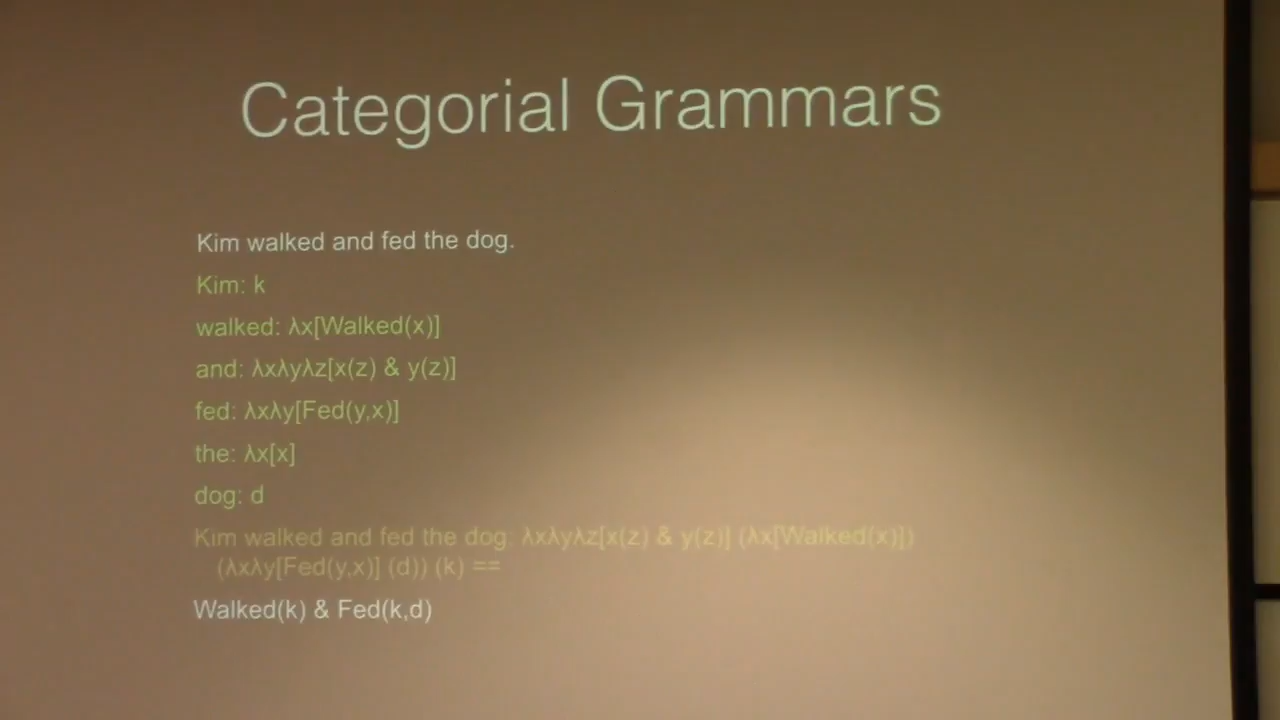 Categorial Grammars
Kim walked and fed the dog.
Kim: k
walked: λx[Walked(x)]
and: λxλyλz[x(z) & y(z)]
fed: λxλy[Fed(y,x)]
the: λx[x]
dog: d
Kim walked and fed the dog: λxλyλz[x(z) & y(z)] (λx[Walked(x)])
(λxλy[Fed(y,x)] (d)) (k) ==
Walked(k) & Fed(k,d)